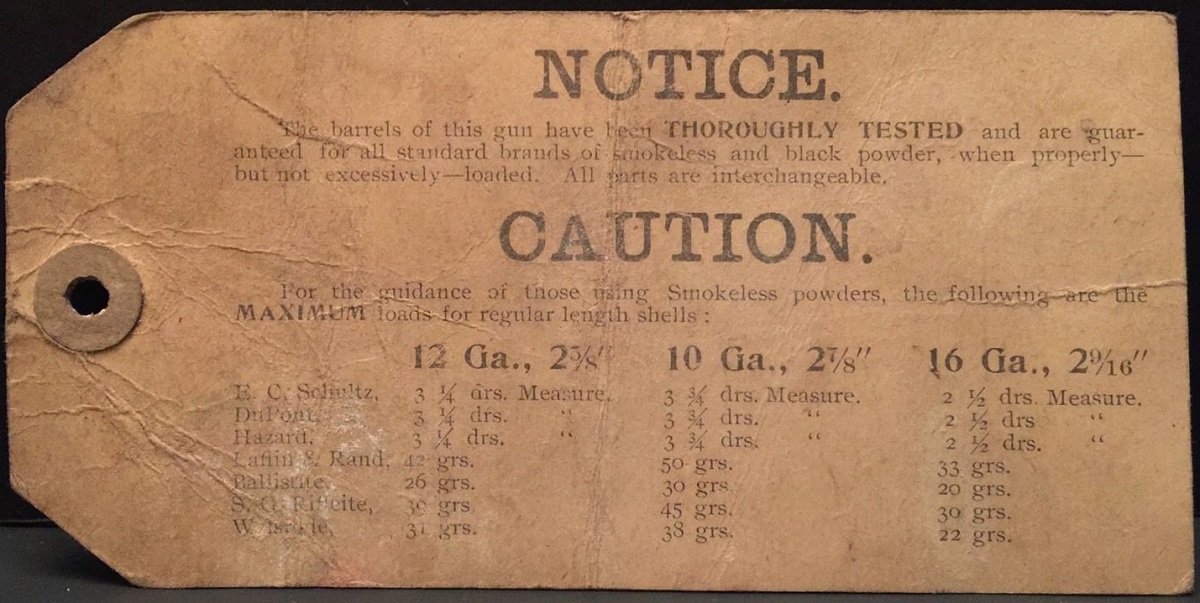 NOTICE.
The barrels of this gun have been THOROUGHLY TESTED and are guar-
anteed for all standard brands of smokeless and black powder, when properly—
but not excessively—loaded. All parts are interchangeable.
CAUTION.
For the guidance of those using Smokeless powders, the following are the
MAXIMUM loads for regular length shells:
12 Ga., 2⅝" 10 Ga., 2⅞" 16 Ga., 2 9/16"
E. C. Schultz, 3 ¼ drs. Measure. 3 ¾ drs. Measure. 2 ½ drs. Measure.
DuPont, 3 ¼ drs. " 3 ¾ drs. " 2 ½ drs "
Hazard, 3 ¼ drs. " 3 ¾ drs. " 2 ½ drs. "
Laflin & Rand, 42 grs. 50 grs. 33 grs.
Ballistite, 26 grs. 30 grs. 20 grs.
S. G. Rifleite, grs. 45 grs. 30 grs.
31 grs. 38 grs. 22 grs.